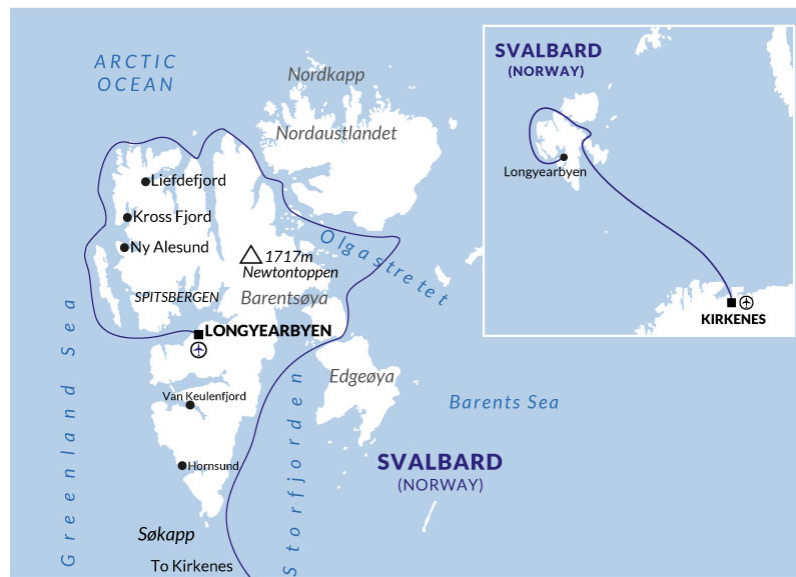 ARCTIC
OCEAN
Nordkapp
Nordaustlandet
Liefdefjord
Kross Fjord
Ny Alesund
1717m
Newtontoppen
Olgastretet
SPITSBERGEN
Barentsøya
LONGYEARBYEN
Edgeøya
Van Keulenfjord
Hornsund
Greenland Sea
Storfjorden
Barents Sea
SVALBARD
(NORWAY)
Søkapp
To Kirkenes
SVALBARD
(NORWAY)
Longyearbyen
KIRKENES